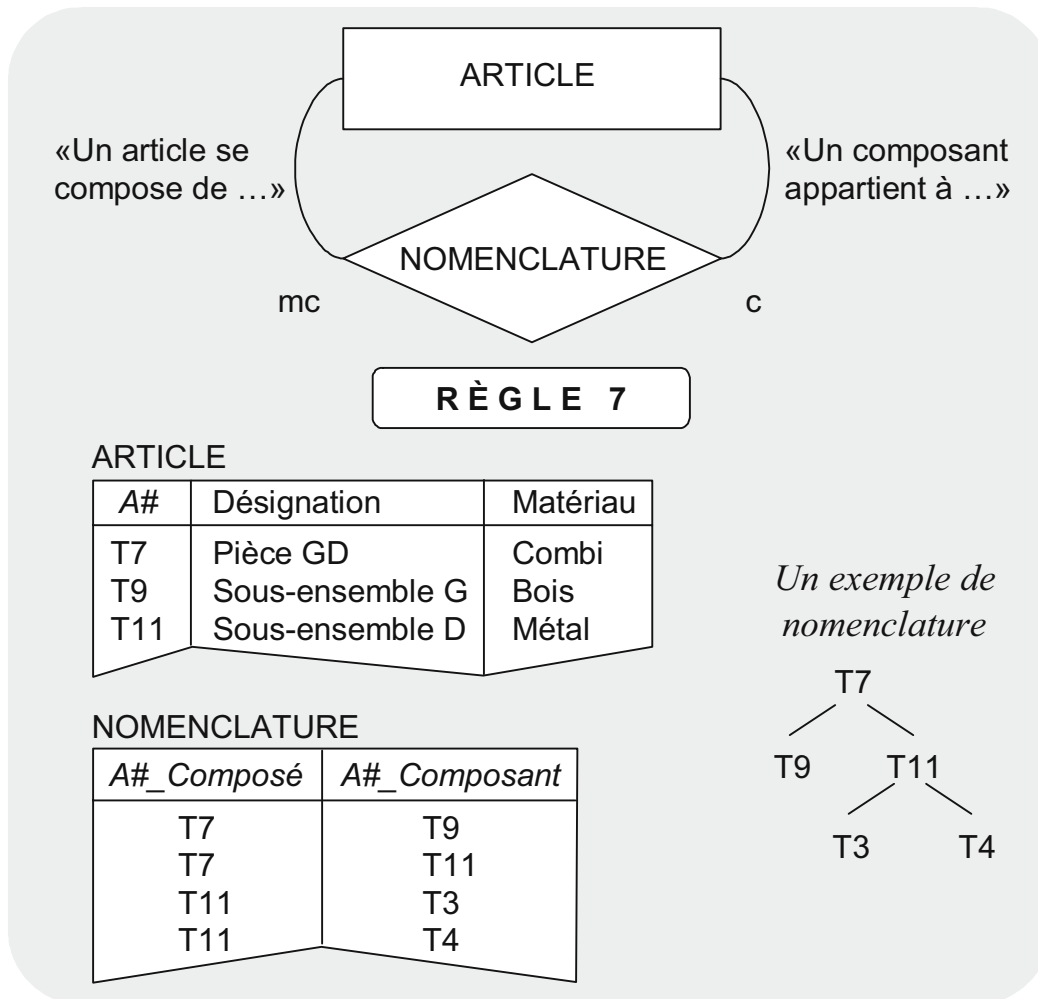 ARTICLE
«Un article se
compose de …»
«Un composant
appartient à …»
NOMENCLATURE
mc
c
RÈGLE 7
ARTICLE
A# Désignation Matériau
T7 Pièce GD Combi
T9 Sous-ensemble G Bois
T11 Sous-ensemble D Métal
NOMENCLATURE
A#_Composé A#_Composant
T7 T9
T7 T11
T11 T3
T11 T4
Un exemple de
nomenclature
T7
T9 T11
T3 T4